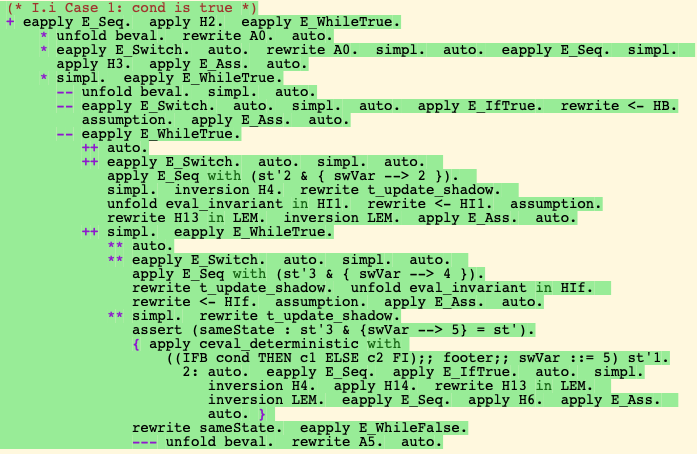 (* I.i Case 1: cond is true *)
+ eapply E_Seq.  apply H2.  eapply E_WhileTrue.
* unfold beval.  rewrite A0.  auto.
* eapply E_Switch.  auto.  rewrite A0.  simpl.  auto.  eapply E_Seq.  simpl.
apply H3.  apply E_Ass.  auto.
* simpl.  eapply E_WhileTrue.
-- unfold beval.  simpl.  auto.
-- eapply E_Switch.  auto.  simpl.  auto.  apply E_IfTrue.  rewrite <- HB.
assumption.  apply E_Ass.  auto.
-- eapply E_WhileTrue.
++ auto.
++ eapply E_Switch.  auto.  simpl.  auto.
apply E_Seq with (st'2 & { swVar --> 2 }).
simpl.  inversion H4.  rewrite t_update_shadow.
unfold eval_invariant in HI1.  rewrite <- HI1.  assumption.
rewrite H13 in LEM.  inversion LEM.  apply E_Ass.  auto.
++ simpl.  eapply E_WhileTrue.
** auto.
** eapply E_Switch.  auto.  simpl.  auto.
apply E_Seq with (st'3 & { swVar --> 4 }).
rewrite t_update_shadow.  unfold eval_invariant in HIf.
rewrite <- HIf.  assumption.  apply E_Ass.  auto.
** simpl.  rewrite t_update_shadow.
assert (sameState : st'3 & {swVar --> 5} = st').
{ apply ceval_deterministic with
((IFB cond THEN c1 ELSE c2 FI);; footer;; swVar ::= 5) st'1.
2: auto.  eapply E_Seq.  apply E_IfTrue.  auto.  simpl.
inversion H4.  apply H14.  rewrite H13 in LEM.
inversion LEM.  eapply E_Seq.  apply H6.  apply E_Ass.
auto. }
rewrite sameState.  eapply E_WhileFalse.
--- unfold beval.  rewrite A5.  auto.